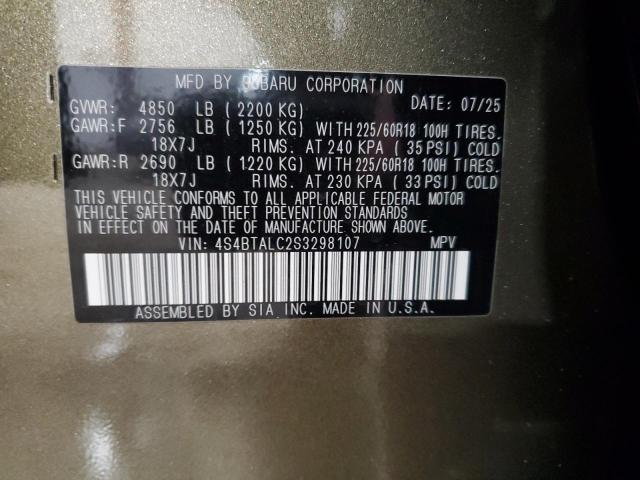 MFD BY SUBARU CORPORATION
GVWR: 4850 LB ( 2200 KG) DATE: 07/25
GAWR:F 2756 LB ( 1250 KG) WITH 225/60R18 100H TIRES.
18X7J RIMS. AT 240 KPA ( 35 PSI) COLD
GAWR:R 2690 LB ( 1220 KG) WITH 225/60R18 100H TIRES.
18X7J RIMS. AT 230 KPA ( 33 PSI) COLD
THIS VEHICLE CONFORMS TO ALL APPLICABLE FEDERAL MOTOR
VEHICLE SAFETY AND THEFT PREVENTION STANDARDS
IN EFFECT ON THE DATE OF MANUFACTURE SHOWN ABOVE.
VIN: 4S4BTALC2S3298107 MPV
ASSEMBLED BY SIA INC. MADE IN U.S.A.